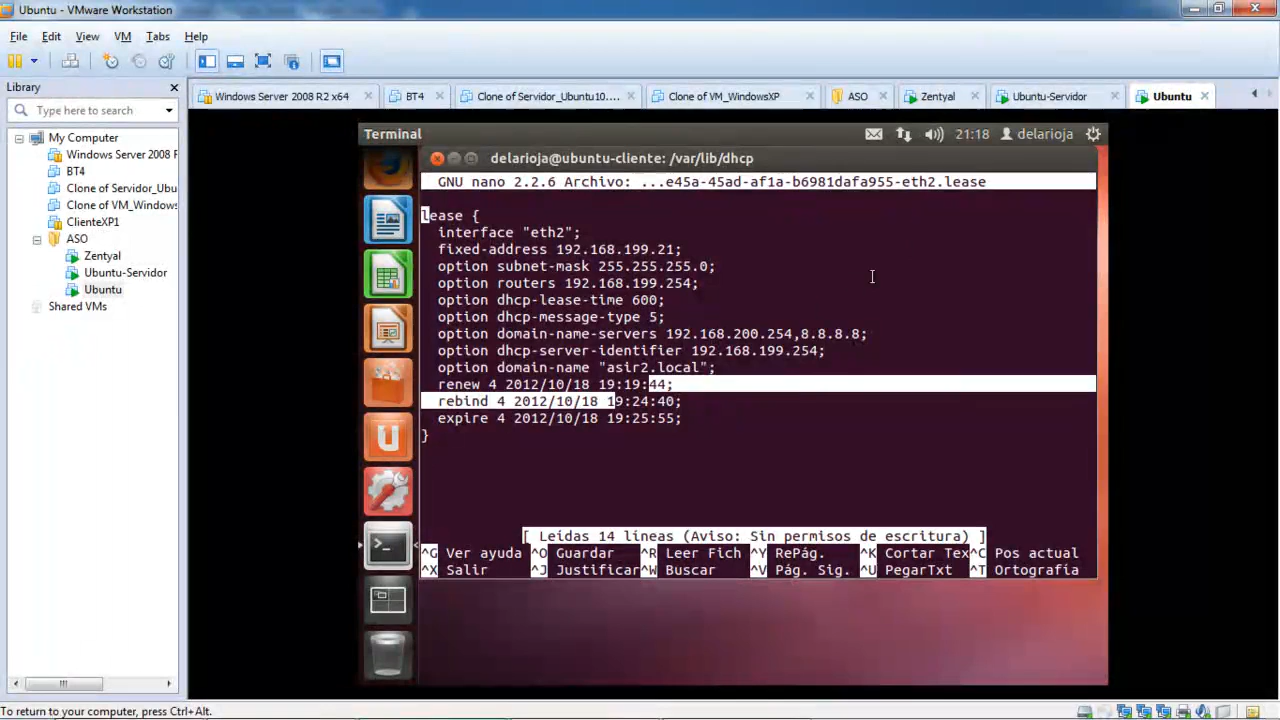 Ubuntu - VMware Workstation
File Edit View VM Tabs Help
Library
Type here to search
My Computer
Windows Server 2008 F
BT4
Clone of Servidor_Ubu
Clone of VM_Windows
ClienteXP1
ASO
Zentyal
Ubuntu-Servidor
Ubuntu
Shared VMs
Windows Server 2008 R2 x64 BT4 Clone of Servidor_Ubuntu10.... Clone of VM_WindowsXP ASO Zentyal Ubuntu-Servidor Ubuntu
Terminal 21:18 delarioja
delarioja@ubuntu-cliente: /var/lib/dhcp
GNU nano 2.2.6 Archivo: ...e45a-45ad-af1a-b6981dafa955-eth2.lease
lease {
interface "eth2";
fixed-address 192.168.199.21;
option subnet-mask 255.255.255.0;
option routers 192.168.199.254;
option dhcp-lease-time 600;
option dhcp-message-type 5;
option domain-name-servers 192.168.200.254,8.8.8.8;
option dhcp-server-identifier 192.168.199.254;
option domain-name "asir2.local";
renew 4 2012/10/18 19:19:44;
rebind 4 2012/10/18 19:24:40;
expire 4 2012/10/18 19:25:55;
}
[ Leidas 14 líneas (Aviso: Sin permisos de escritura) ]
^G Ver ayuda ^O Guardar ^R Leer Fich ^Y RePág. ^K Cortar Tex ^C Pos actual
^X Salir ^J Justificar ^W Buscar ^V Pág. Sig. ^U PegarTxt ^T Ortografía
To return to your computer, press Ctrl+Alt.